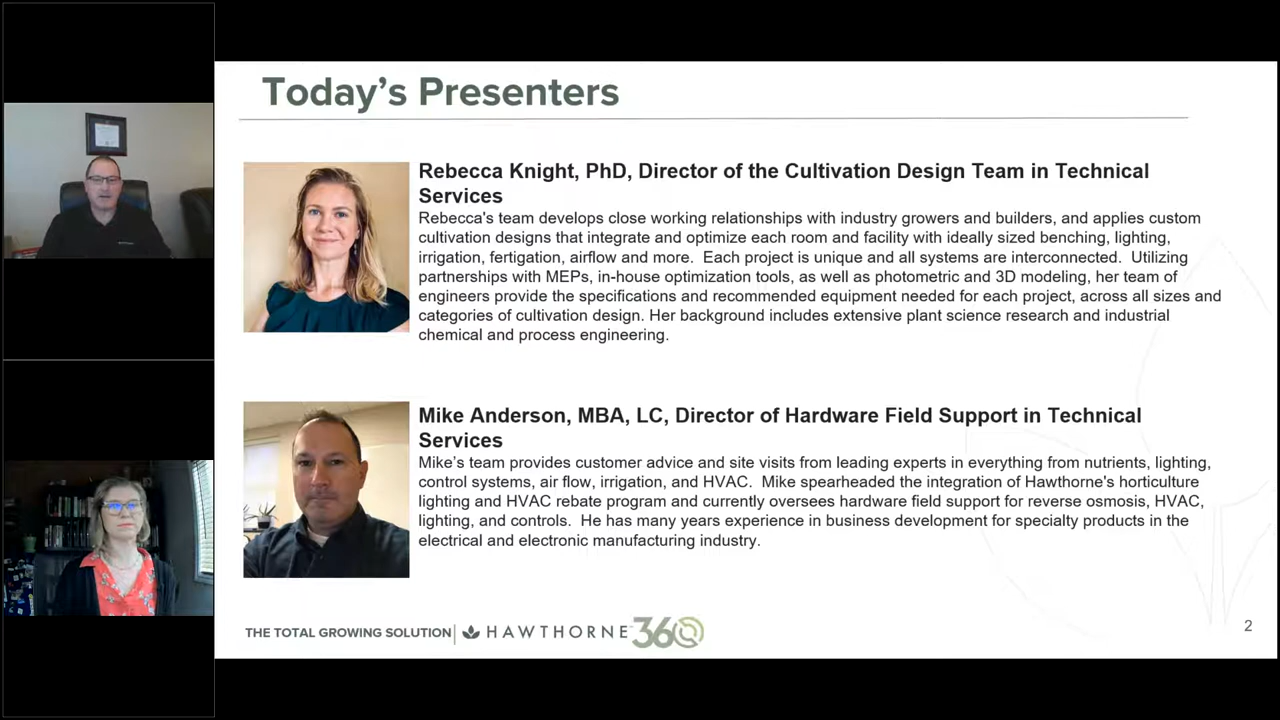 Today's Presenters
Rebecca Knight, PhD, Director of the Cultivation Design Team in Technical
Services
Rebecca's team develops close working relationships with industry growers and builders, and applies custom
cultivation designs that integrate and optimize each room and facility with ideally sized benching, lighting,
irrigation, fertigation, airflow and more.  Each project is unique and all systems are interconnected.  Utilizing
partnerships with MEPs, in-house optimization tools, as well as photometric and 3D modeling, her team of
engineers provide the specifications and recommended equipment needed for each project, across all sizes and
categories of cultivation design. Her background includes extensive plant science research and industrial
chemical and process engineering.
Mike Anderson, MBA, LC, Director of Hardware Field Support in Technical
Services
Mike’s team provides customer advice and site visits from leading experts in everything from nutrients, lighting,
control systems, air flow, irrigation, and HVAC.  Mike spearheaded the integration of Hawthorne's horticulture
lighting and HVAC rebate program and currently oversees hardware field support for reverse osmosis, HVAC,
lighting, and controls.  He has many years experience in business development for specialty products in the
electrical and electronic manufacturing industry.
THE TOTAL GROWING SOLUTION HAWTHORNE 360
2